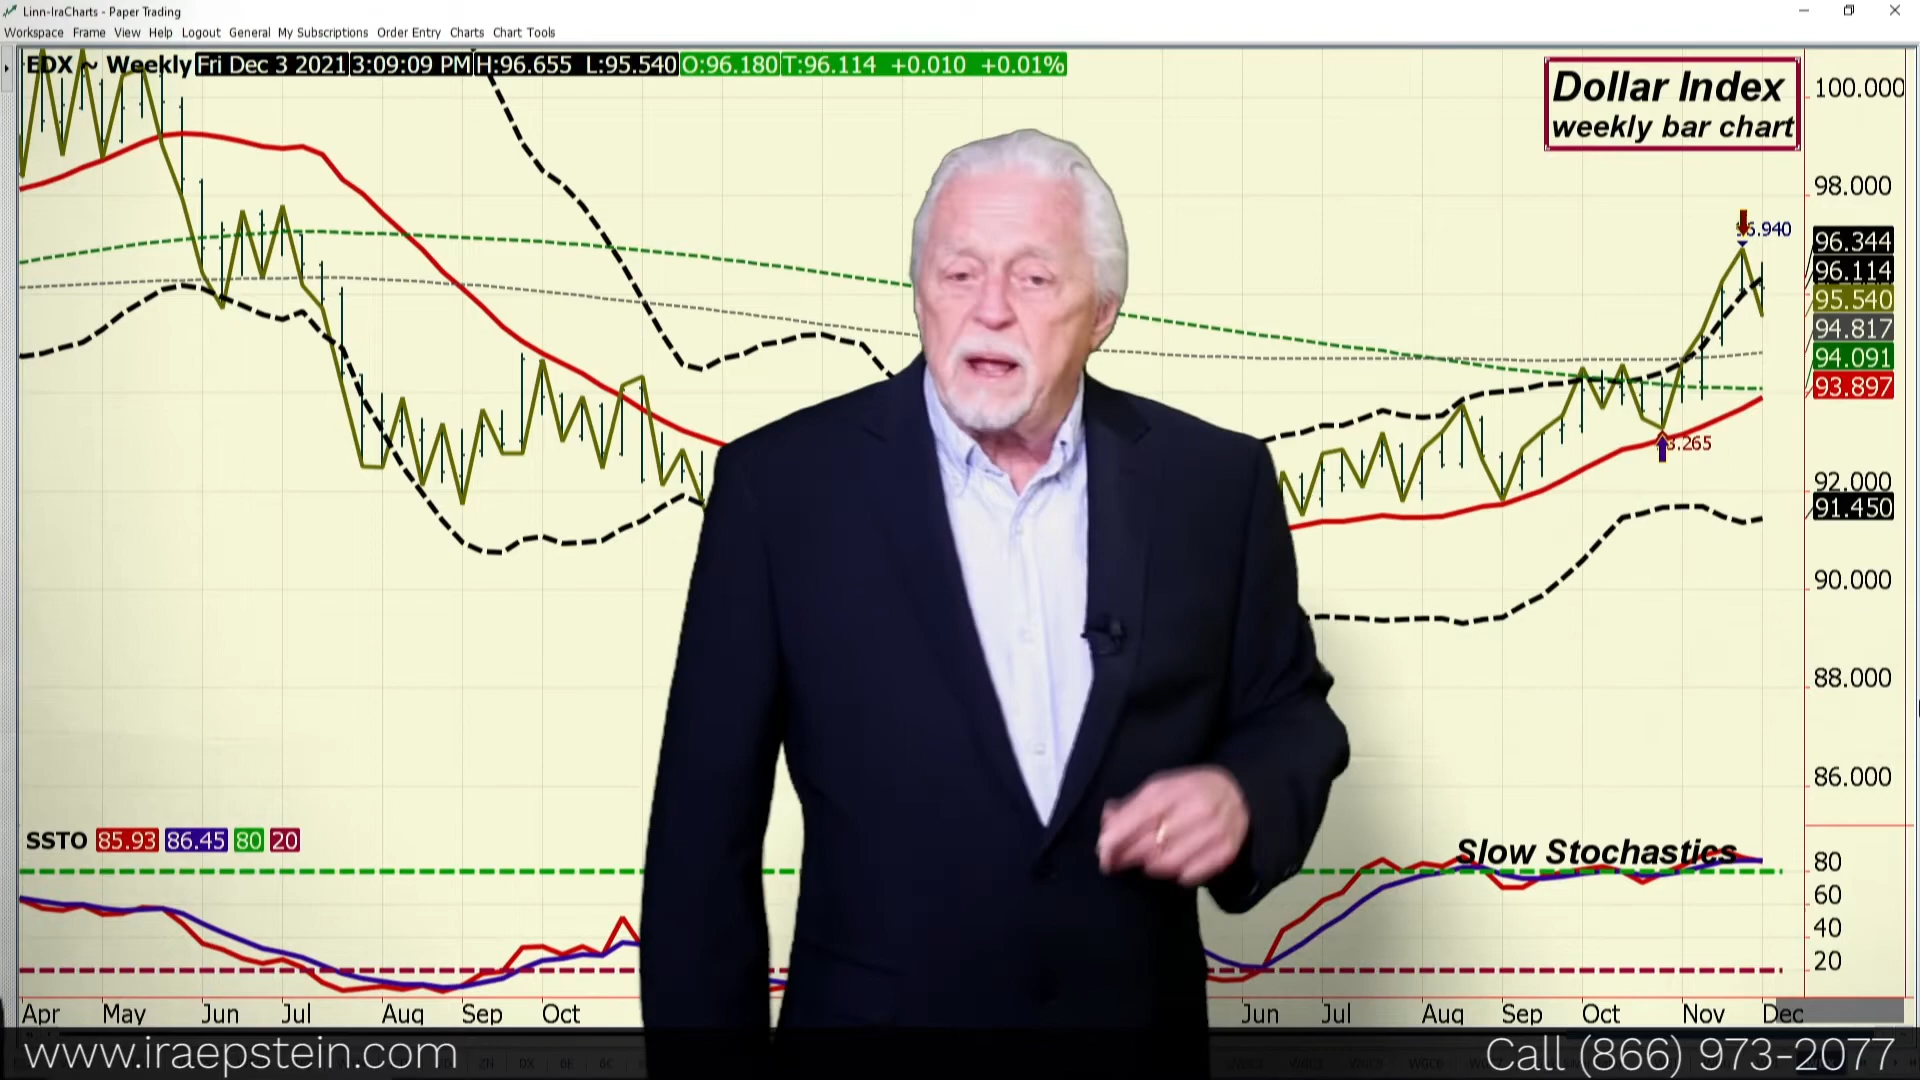 Linn-IraCharts - Paper Trading
Workspace Frame View Help Logout General My Subscriptions Order Entry Charts Chart Tools
EDX ~ Weekly Fri Dec 3 2021 3:09:09 PM H:96.655 L:95.540 O:96.180 T:96.114 +0.010 +0.01%
Dollar Index
weekly bar chart
100.000
98.000
96.344
96.114
95.540
94.817
94.091
93.897
92.000
91.450
90.000
88.000
86.000
SSTO 85.93 86.45 80 20
Slow Stochastics
80
60
40
20
Apr May Jun Jul Aug Sep Oct Jun Jul Aug Sep Oct Nov Dec
www.iraepstein.com
Call (866) 973-2077